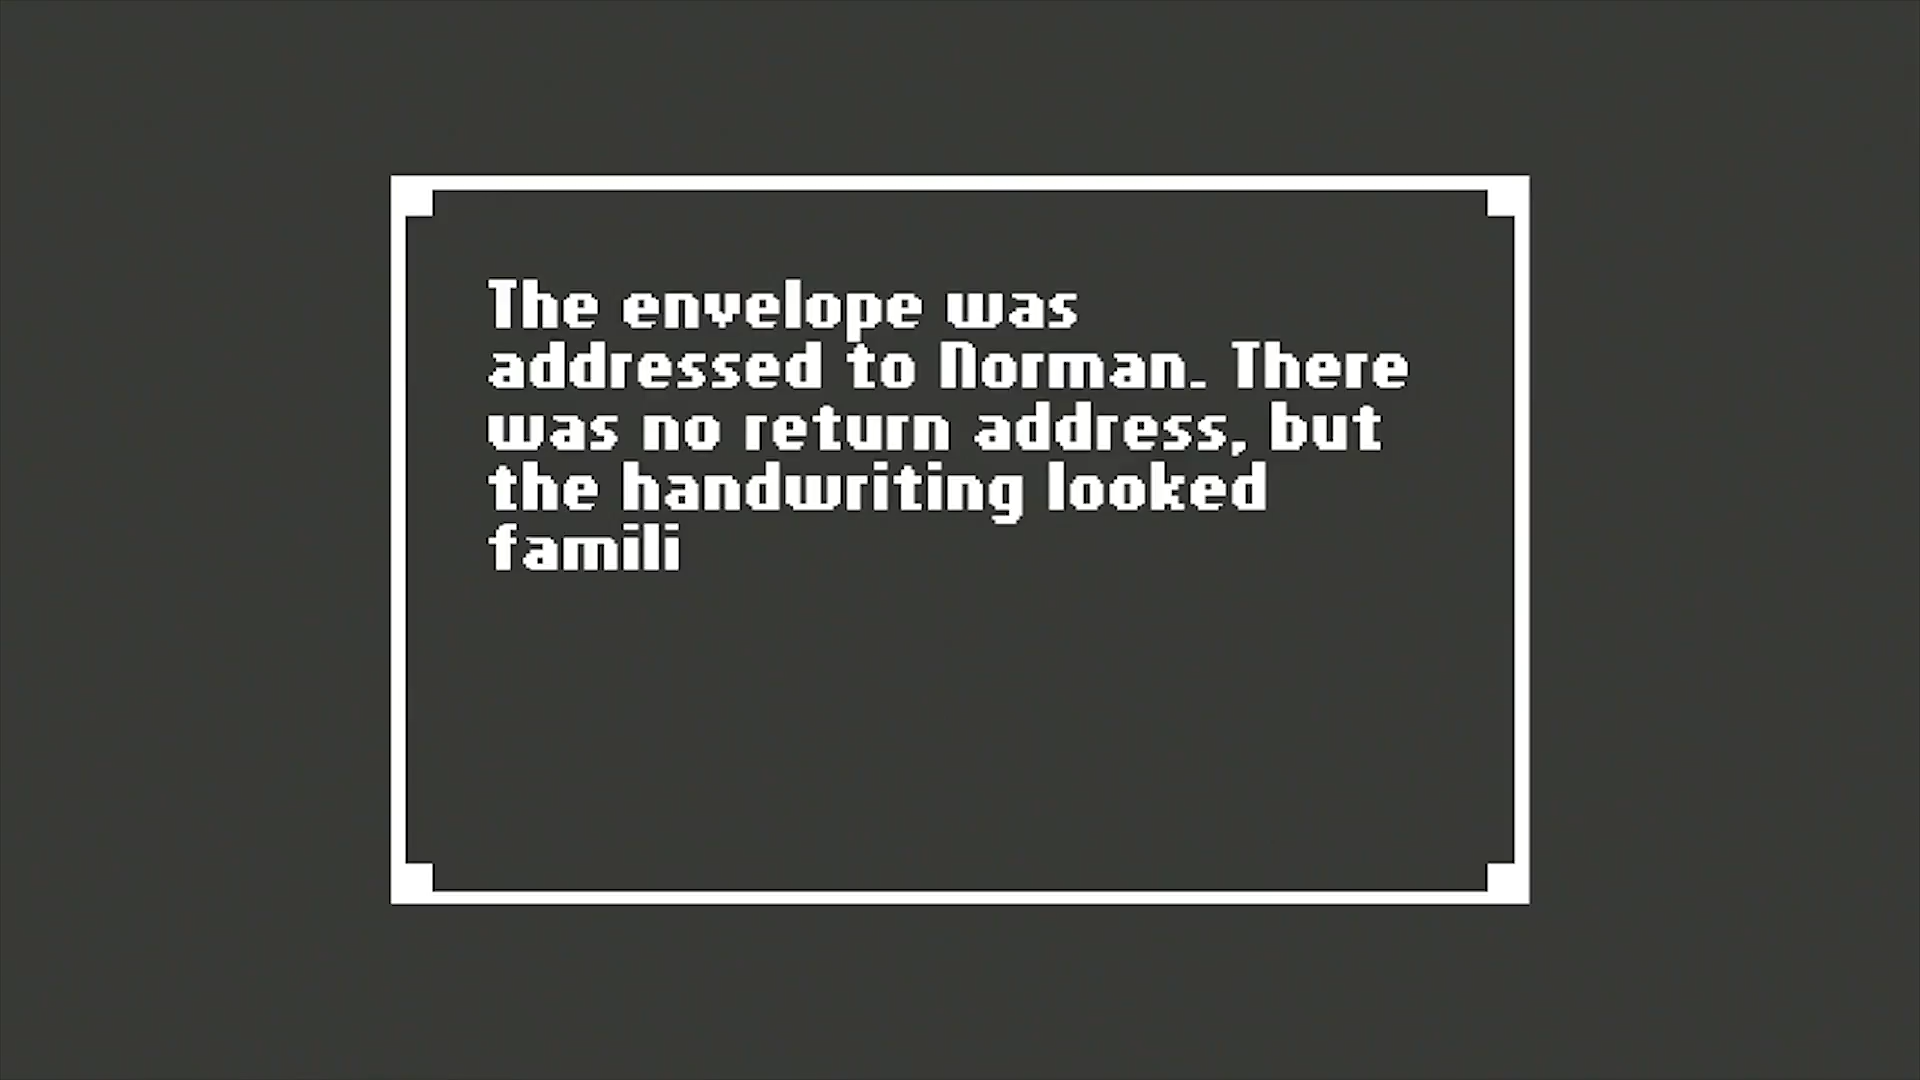 The envelope was
addressed to Norman. There
was no return address, but
the handwriting looked
famili